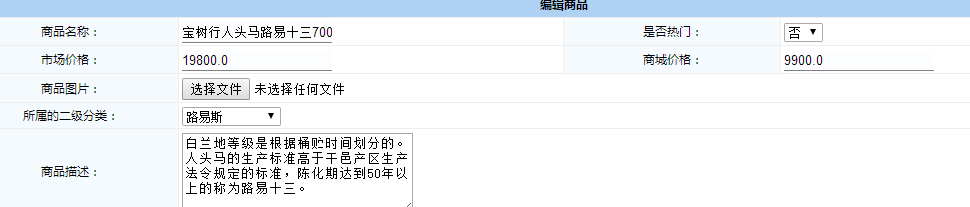 编辑商品
商品名称： 宝树行人头马路易十三700 是否热门： 否
市场价格： 19800.0 商城价格： 9900.0
商品图片： 选择文件 未选择任何文件
所属的二级分类： 路易斯
商品描述： 白兰地等级是根据桶贮时间划分的。
人头马的生产标准高于干邑产区生产
法令规定的标准，陈化期达到50年以
上的称为路易十三。